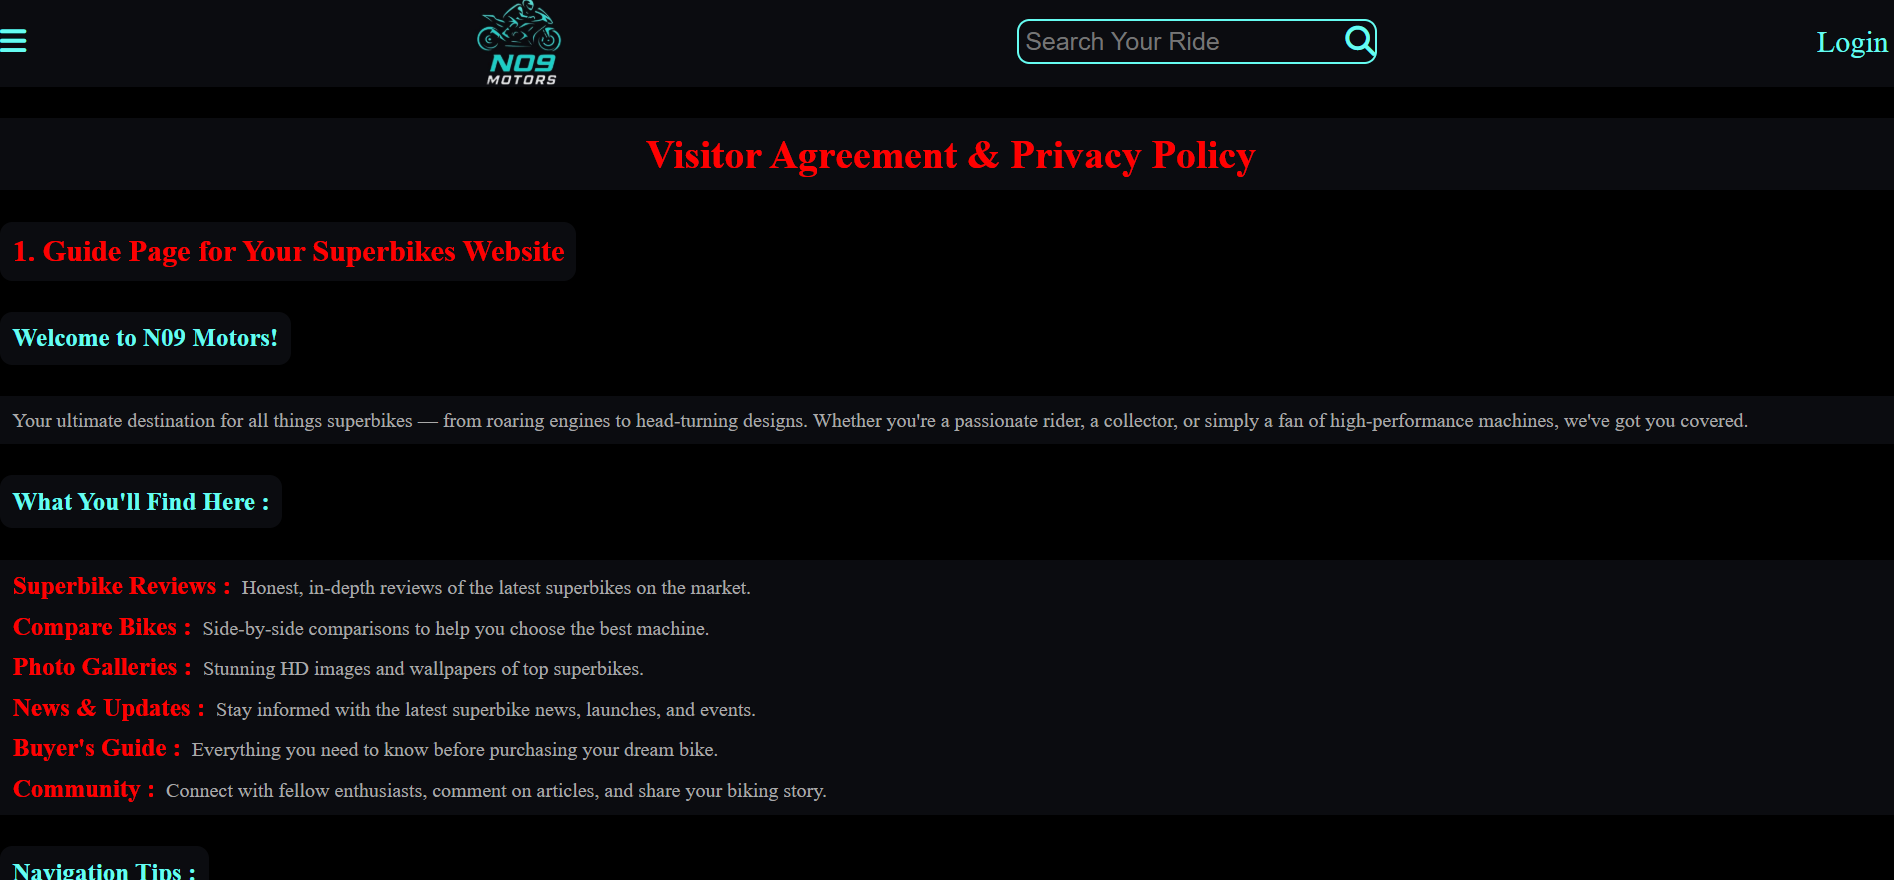 N09
MOTORS
Search Your Ride
Login
Visitor Agreement & Privacy Policy
1. Guide Page for Your Superbikes Website
Welcome to N09 Motors!
Your ultimate destination for all things superbikes — from roaring engines to head-turning designs. Whether you're a passionate rider, a collector, or simply a fan of high-performance machines, we've got you covered.
What You'll Find Here :
Superbike Reviews : Honest, in-depth reviews of the latest superbikes on the market.
Compare Bikes : Side-by-side comparisons to help you choose the best machine.
Photo Galleries : Stunning HD images and wallpapers of top superbikes.
News & Updates : Stay informed with the latest superbike news, launches, and events.
Buyer's Guide : Everything you need to know before purchasing your dream bike.
Community : Connect with fellow enthusiasts, comment on articles, and share your biking story.
Navigation Tips :